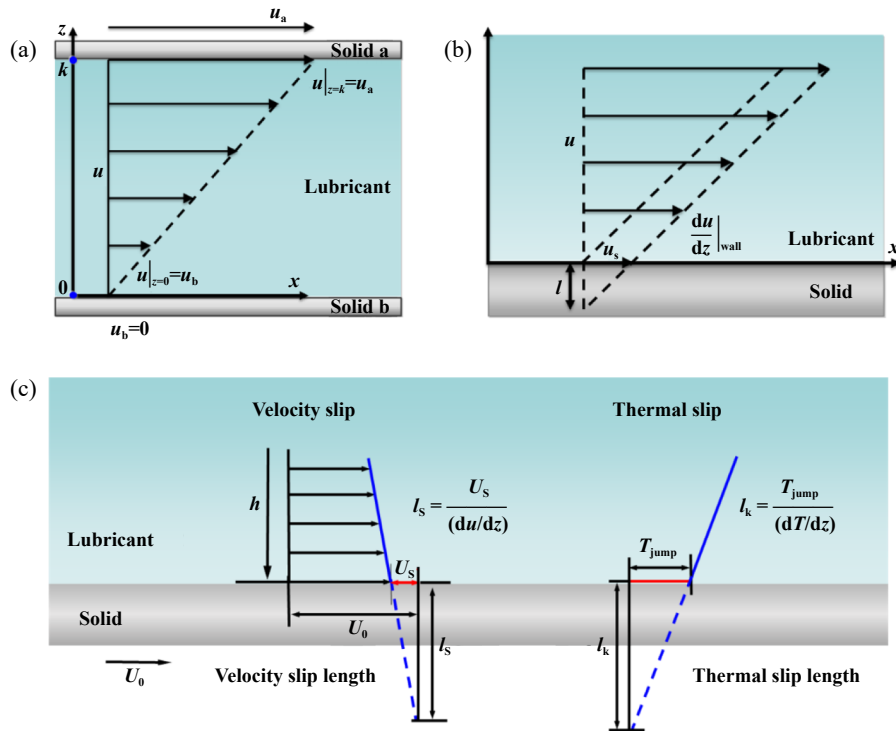 (a)
z
u_a
Solid a
k
u|_{z=k}=u_a
u
Lubricant
u|_{z=0}=u_b
0
x
Solid b
u_b=0
(b)
u
du/dz|_{wall}
u_s
Lubricant
x
l
Solid
(c)
Velocity slip
Thermal slip
h
l_S = U_S/(du/dz)
l_k = T_jump/(dT/dz)
Lubricant
U_S
T_jump
Solid
U_0
l_S
l_k
U_0
Velocity slip length
Thermal slip length